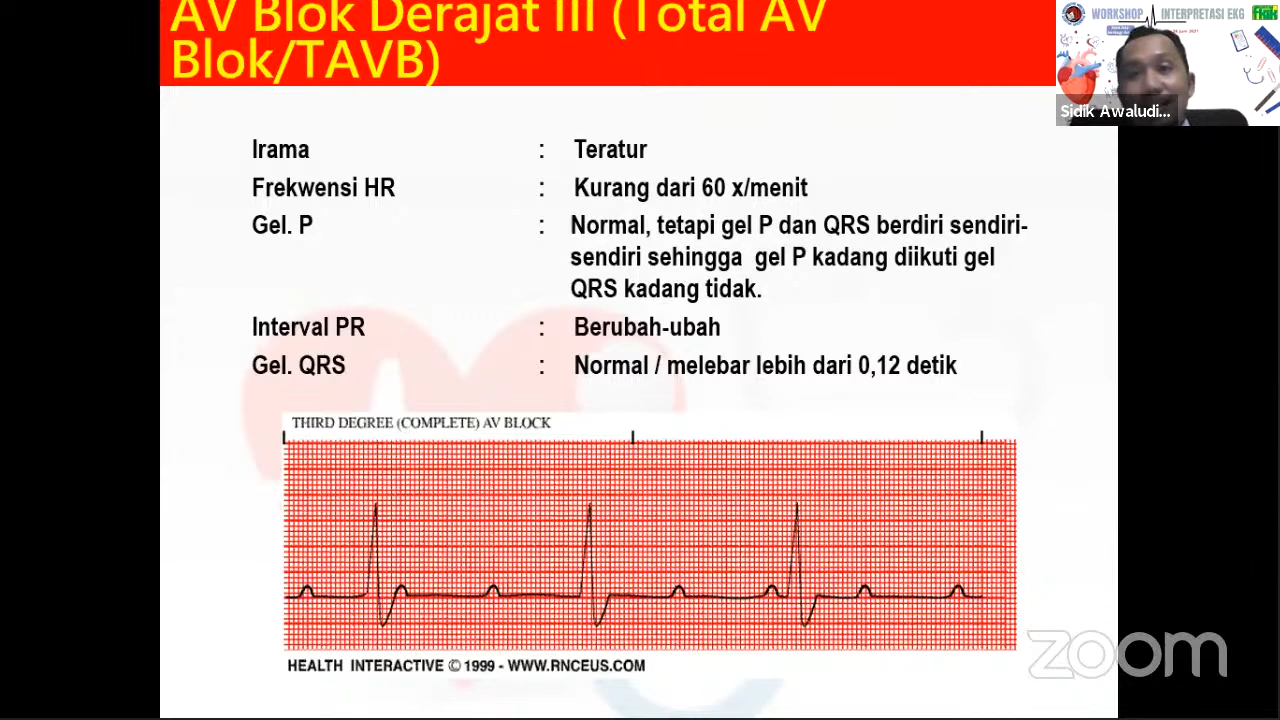 AV Blok Derajat III (Total AV
Blok/TAVB)
WORKSHOP INTERPRETASI EKG
Sidik Awaludi...
Irama : Teratur
Frekwensi HR : Kurang dari 60 x/menit
Gel. P : Normal, tetapi gel P dan QRS berdiri sendiri-
sendiri sehingga gel P kadang diikuti gel
QRS kadang tidak.
Interval PR : Berubah-ubah
Gel. QRS : Normal / melebar lebih dari 0,12 detik
THIRD DEGREE (COMPLETE) AV BLOCK
HEALTH INTERACTIVE © 1999 - WWW.RNCEUS.COM
zoom